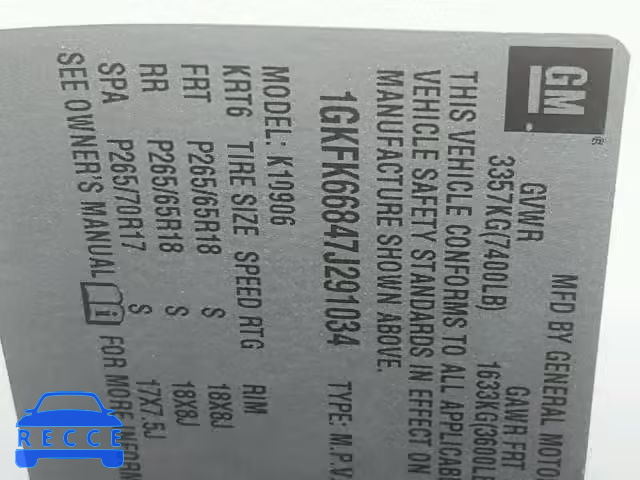 GM
MFD BY GENERAL MOTO
GVWR GAWR FRT
3357KG(7400LB) 1633KG(3600LB
THIS VEHICLE CONFORMS TO ALL APPLICABLE
VEHICLE SAFETY STANDARDS IN EFFECT ON
MANUFACTURE SHOWN ABOVE.
1GKFK66847J291034 TYPE: M.P.V.
MODEL: K10906
KRT6 TIRE SIZE SPEED RTG RIM
FRT P265/65R18 S 18X8J
RR P265/65R18 S 18X8J
SPA P265/70R17 S 17X7.5J
SEE OWNER'S MANUAL FOR MORE INFORM
RECCE